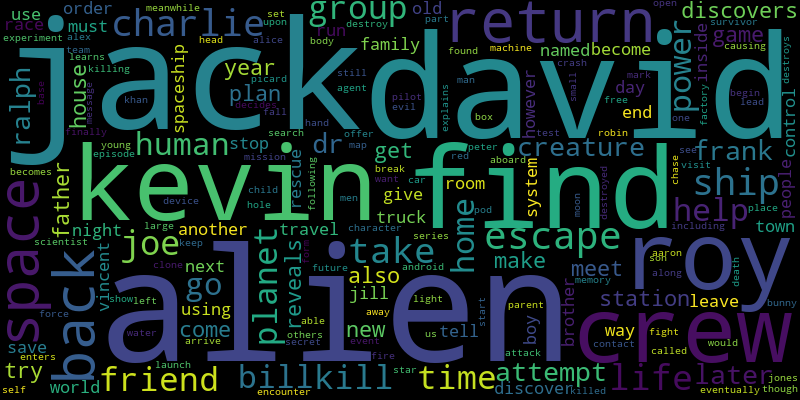 meanwhile
set
upon
group
old
part
open
discovers
use
order
charlie
run
destroy
return
survivor
race
must
alex
team
head
alice
body
family
named
become
game
experiment
learns
killing
picard
still
found
machine
causing
jackdavid
ralph
house
spaceship
year
plan
agent
evil
explains
pilot
crash
man
mark
small
day
power
inside
factory
destroys
khan
message
base
decides
fall
hand
box
however
free
end
begin
lead
control
finally
human
stop
dr
search
offer
map
get
test
robin
one
frank
young
episode
mission
rescue
following
peter
red
creature
see
visit
people
becomes
father
child
hole
men
break
want
car
aboard
chase
ship
scientist
device
give
room
system
moon
destroyed
help
place
kevin
find
space
night
large
another
travel
truck
pod
home
including
town
joe
keep
planet
character
series
escape
roy
aaron
son
along
death
vincent
back
clone
next
reveals
form
future
android
take
make
meet
brother
memory
bunny
show
left
go
able
others
also
away
light
parent
boy
station
leave
force
using
secret
event
jill
us
start
tell
alien
crew
save
enters
water
come
arrive
new
fire
attack
contact
way
fight
called
would
try
world
launch
star
time
attempt
life
later
jones
self
friend
bill
kill
encounter
discover
killed
eventually
though